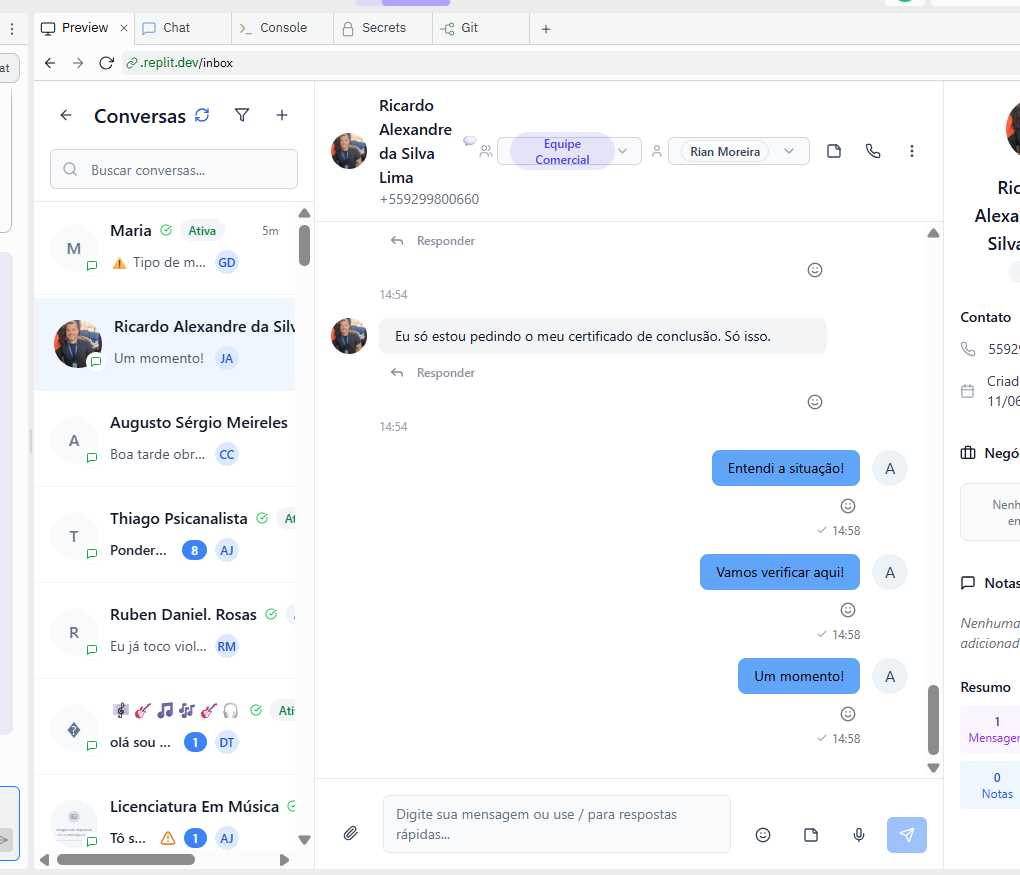 Preview
Chat
Console
Secrets
Git
at
.replit.dev/inbox
Conversas
Buscar conversas...
Maria
Ativa
5m
M
Tipo de m...
GD
Ricardo Alexandre da Silv
Um momento!
JA
Augusto Sérgio Meireles
A
Boa tarde obr...
CC
Thiago Psicanalista
At
T
Ponder...
8
AJ
Ruben Daniel. Rosas
R
Eu já toco viol...
RM
Ati
olá sou ...
1
DT
Licenciatura Em Música
Tô s...
1
AJ
Ricardo
Alexandre
da Silva
Lima
+559299800660
Equipe
Comercial
Rian Moreira
Responder
14:54
Eu só estou pedindo o meu certificado de conclusão. Só isso.
Responder
14:54
Entendi a situação!
A
14:58
Vamos verificar aqui!
A
14:58
Um momento!
A
14:58
Digite sua mensagem ou use / para respostas
rápidas...
Ric
Alexa
Silva
Contato
5592
Criad
11/06
Negó
Nenh
en
Notas
Nenhuma
adicionad
Resumo
1
Mensager
0
Notas